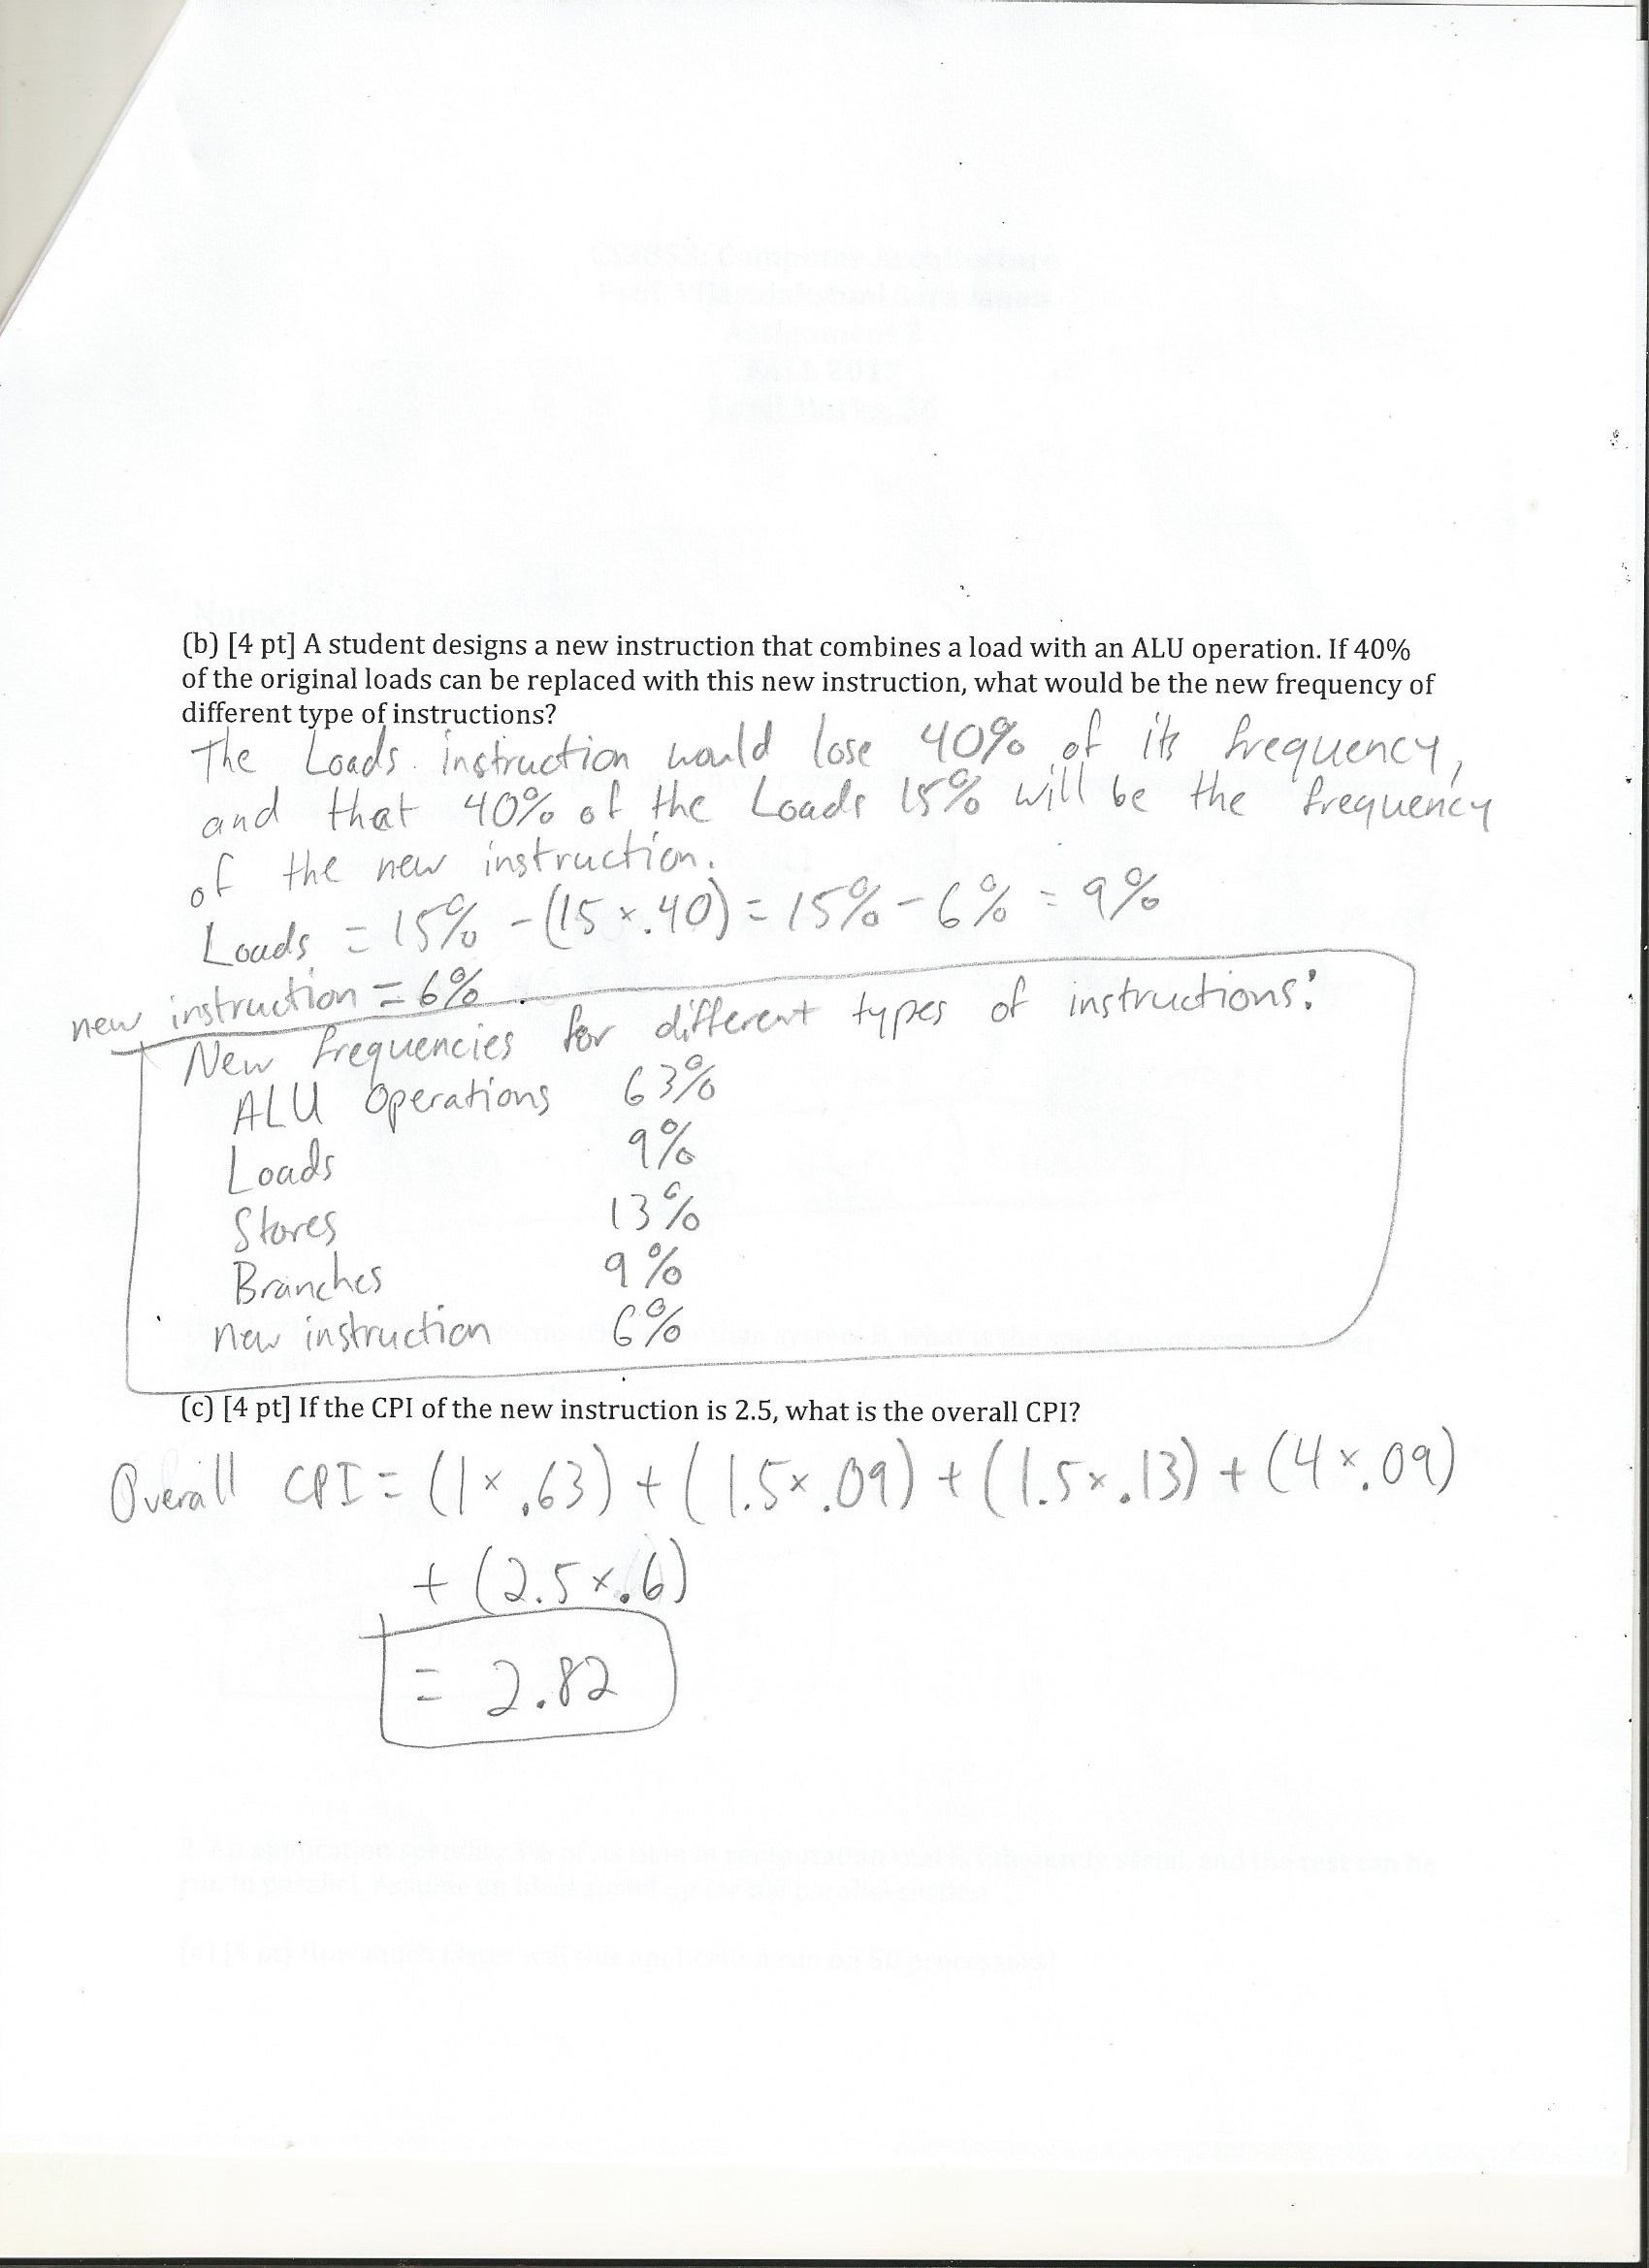 (b) [4 pt] A student designs a new instruction that combines a load with an ALU operation. If 40%
of the original loads can be replaced with this new instruction, what would be the new frequency of
different type of instructions?
The Loads instruction would lose 40% of its frequency,
and that 40% of the Loads 15% will be the frequency
of the new instruction.
Loads = 15% - (15 x .40) = 15% - 6% = 9%
new instruction = 6%
New frequencies for different types of instructions:
ALU Operations 63%
Loads 9%
Stores 13%
Branches 9%
new instruction 6%
(c) [4 pt] If the CPI of the new instruction is 2.5, what is the overall CPI?
Overall CPI = (1 x .63) + (1.5 x .09) + (1.5 x .13) + (4 x .09)
+ (2.5 x .6)
= 2.82